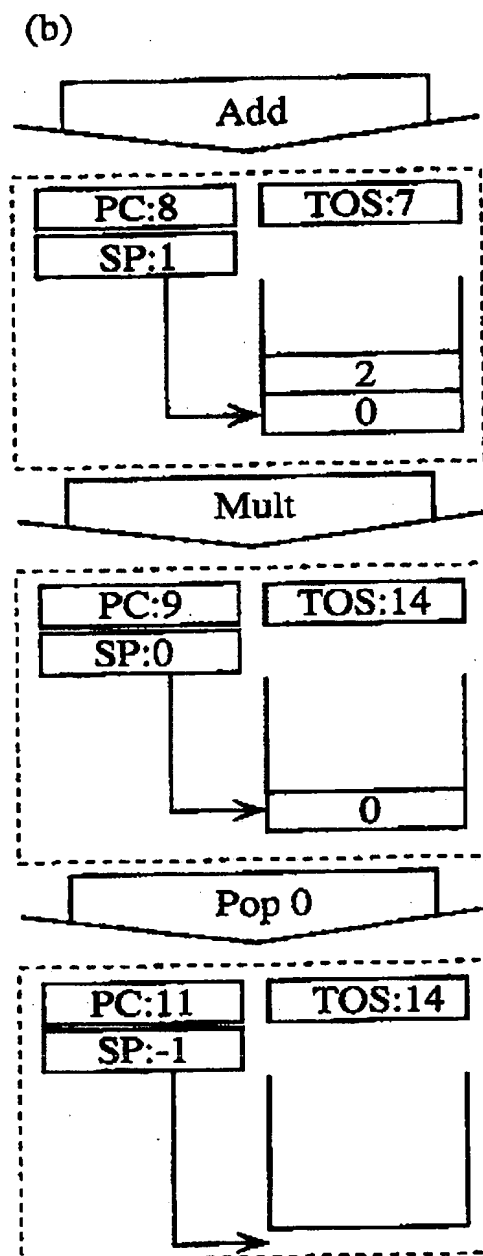 (b)
Add
PC:8 TOS:7
SP:1
2
0
Mult
PC:9 TOS:14
SP:0
0
Pop 0
PC:11 TOS:14
SP:-1